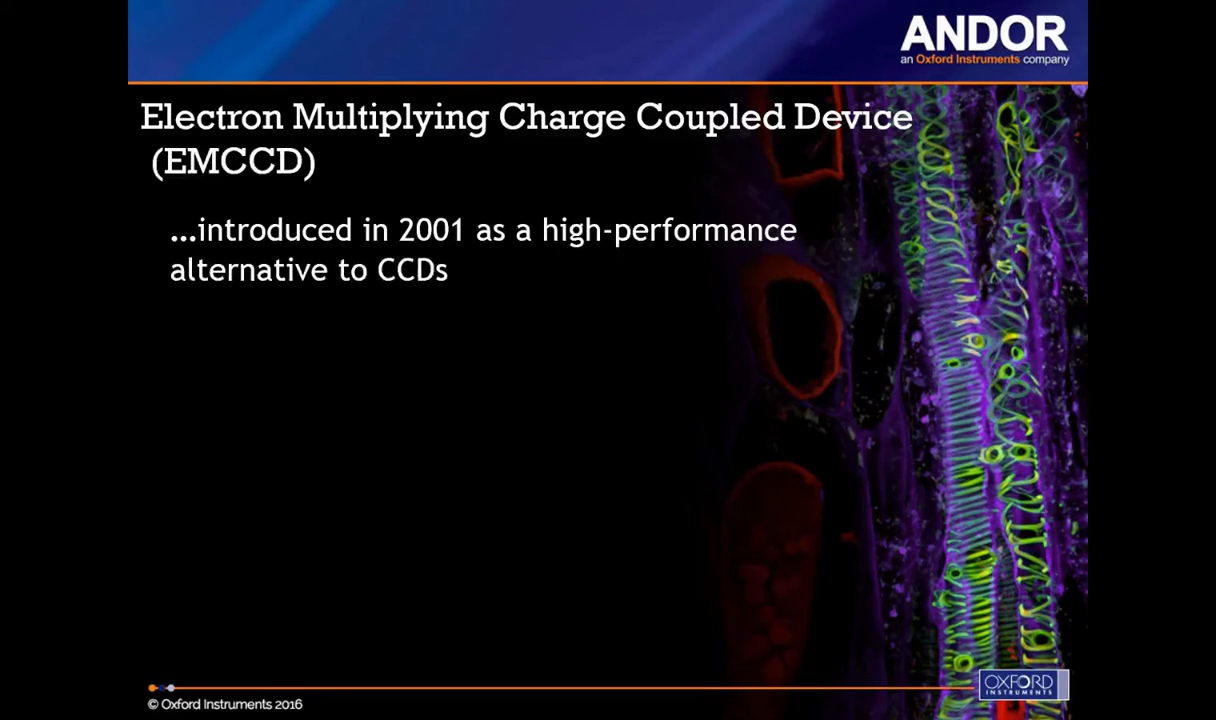 ANDOR
an Oxford Instruments company
Electron Multiplying Charge Coupled Device
(EMCCD)
...introduced in 2001 as a high-performance
alternative to CCDs
OXFORD
INSTRUMENTS
© Oxford Instruments 2016